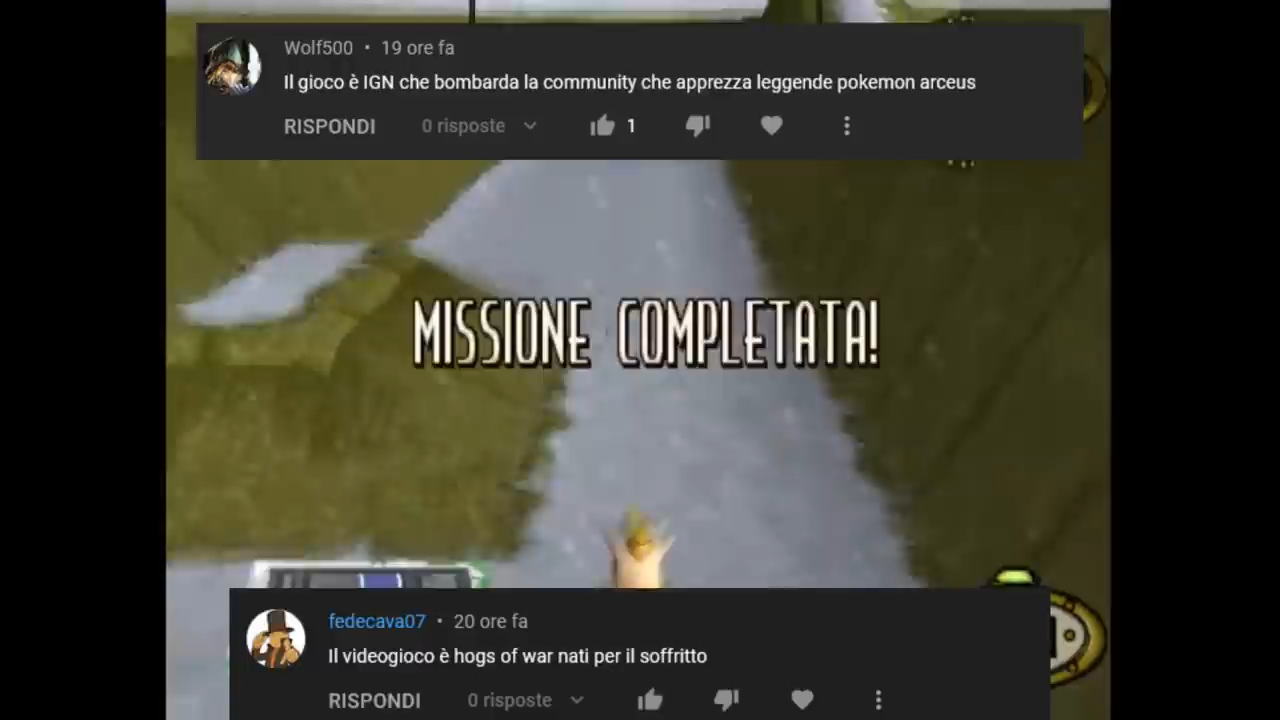 Wolf500 • 19 ore fa
Il gioco è IGN che bombarda la community che apprezza leggende pokemon arceus
RISPONDI 0 risposte 1
MISSIONE COMPLETATA!
fedecava07 • 20 ore fa
Il videogioco è hogs of war nati per il soffritto
RISPONDI 0 risposte